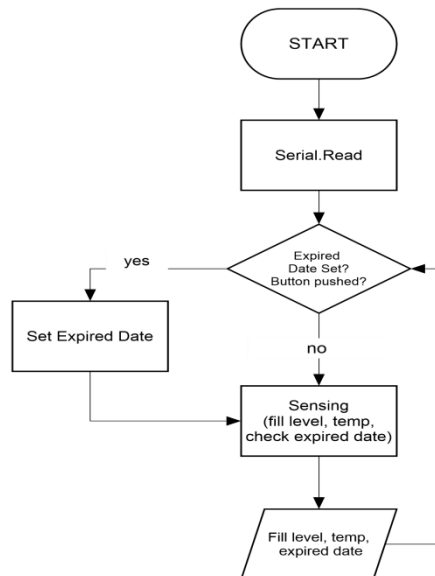 START
Serial.Read
Expired
Date Set?
Button pushed?
yes
Set Expired Date
no
Sensing
(fill level, temp,
check expired date)
Fill level, temp,
expired date